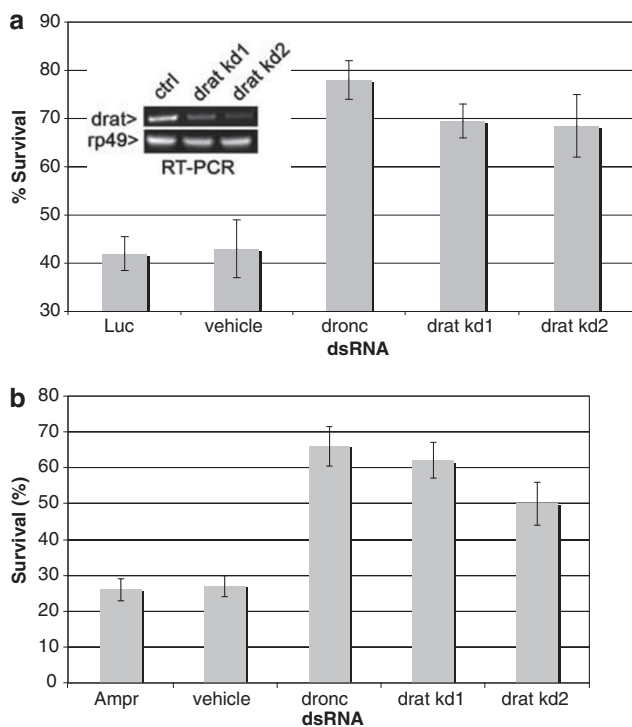 a
90
80
70
60
50
40
30
% Survival
ctrl
drat kd1
drat kd2
drat>
rp49>
RT-PCR
Luc
vehicle
dronc
drat kd1
drat kd2
dsRNA
b
80
70
60
50
40
30
20
10
0
Survival (%)
Ampr
vehicle
dronc
drat kd1
drat kd2
dsRNA